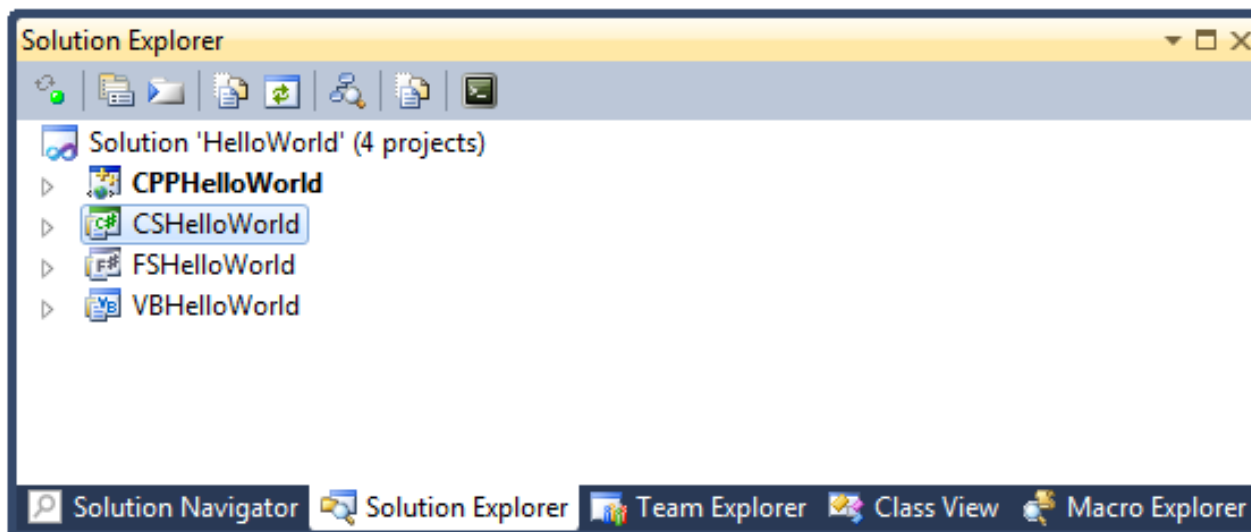 Solution Explorer
Solution 'HelloWorld' (4 projects)
CPPHelloWorld
C# CSHelloWorld
F# FSHelloWorld
VB VBHelloWorld
Solution Navigator Solution Explorer Team Explorer Class View Macro Explorer